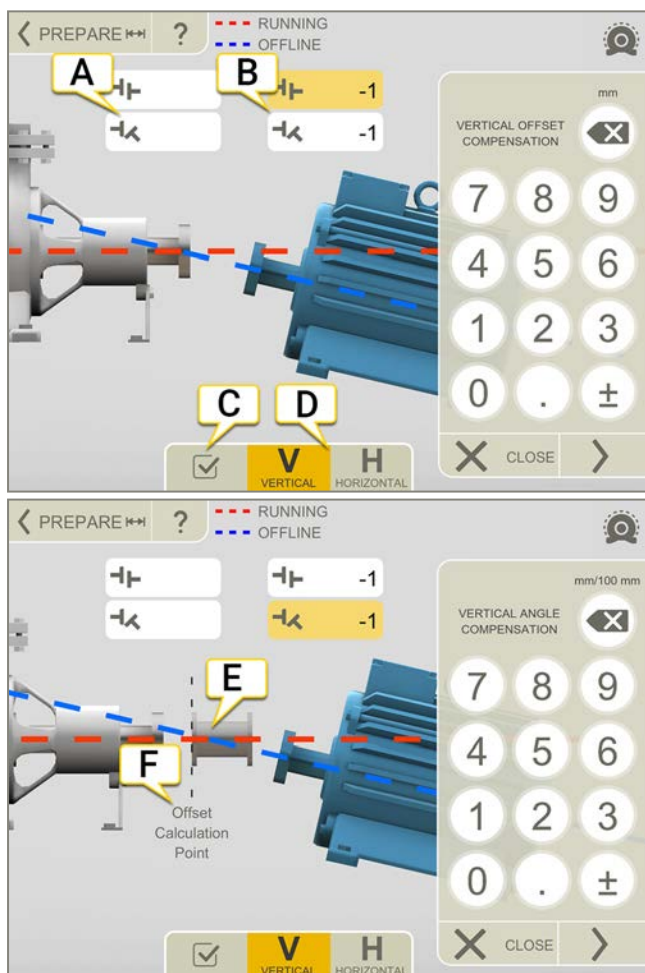 PREPARE ?
RUNNING
OFFLINE
A
B
-1
-1
mm
VERTICAL OFFSET
COMPENSATION
7 8 9
4 5 6
1 2 3
0 . ±
CLOSE
C
D
V
VERTICAL
H
HORIZONTAL
PREPARE ?
RUNNING
OFFLINE
-1
-1
mm/100 mm
VERTICAL ANGLE
COMPENSATION
7 8 9
4 5 6
1 2 3
0 . ±
CLOSE
E
F
Offset
Calculation
Point
V
VERTICAL
H
HORIZONTAL